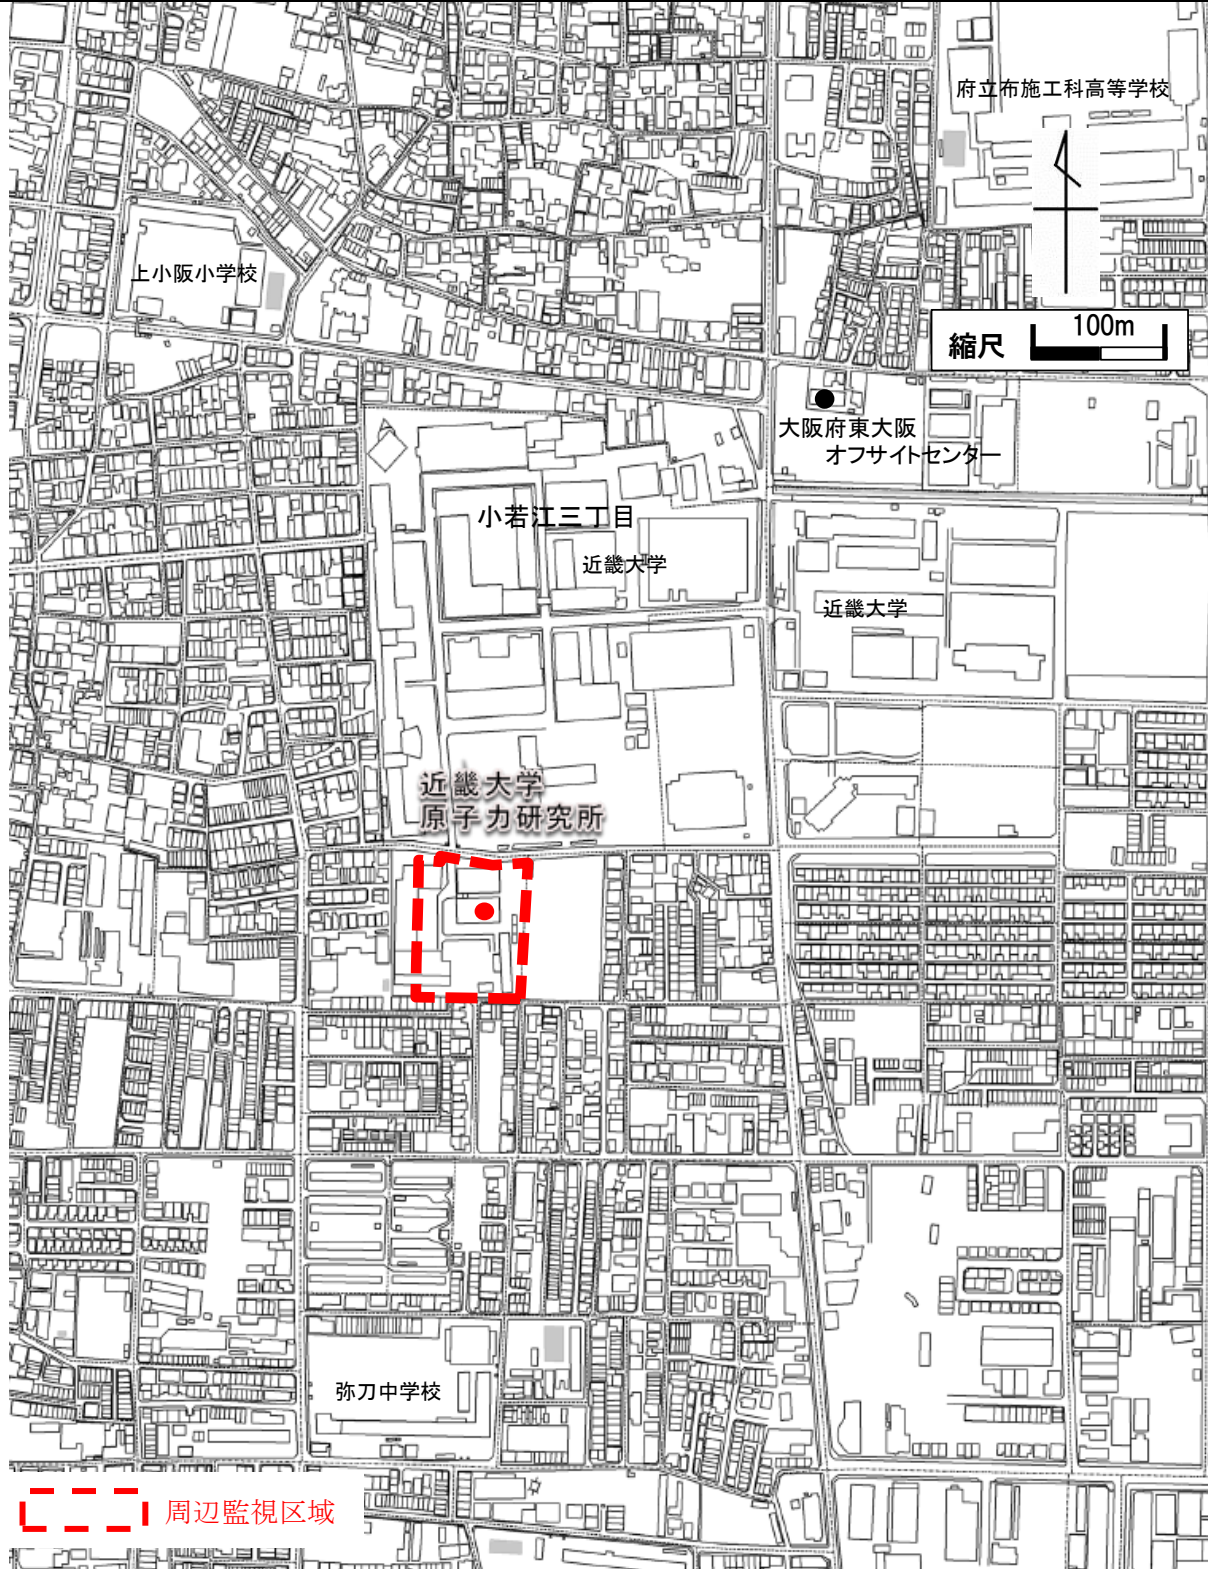 府立布施工科高等学校
上小阪小学校
縮尺
100m
大阪府東大阪
オフサイトセンター
小若江三丁目
近畿大学
近畿大学
近畿大学
原子力研究所
弥刀中学校
周辺監視区域